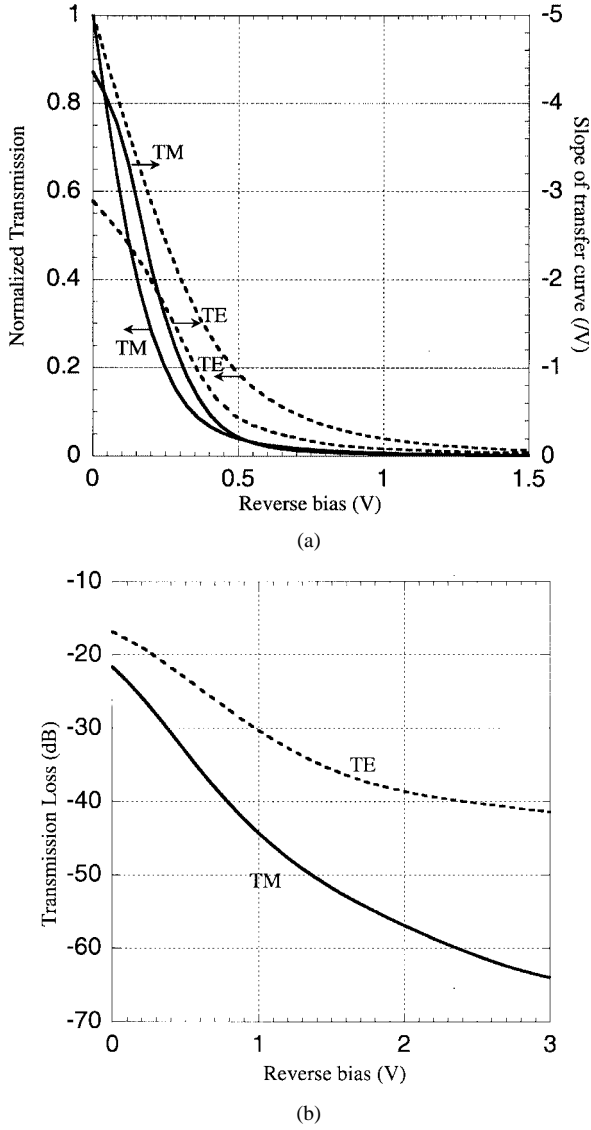 1
0.8
0.6
0.4
0.2
0
Normalized Transmission
-5
-4
-3
-2
-1
0
Slope of transfer curve (/V)
TM
TE
TM
TE
0
0.5
1
1.5
Reverse bias (V)
(a)
-10
-20
-30
-40
-50
-60
-70
Transmission Loss (dB)
TE
TM
0
1
2
3
Reverse bias (V)
(b)